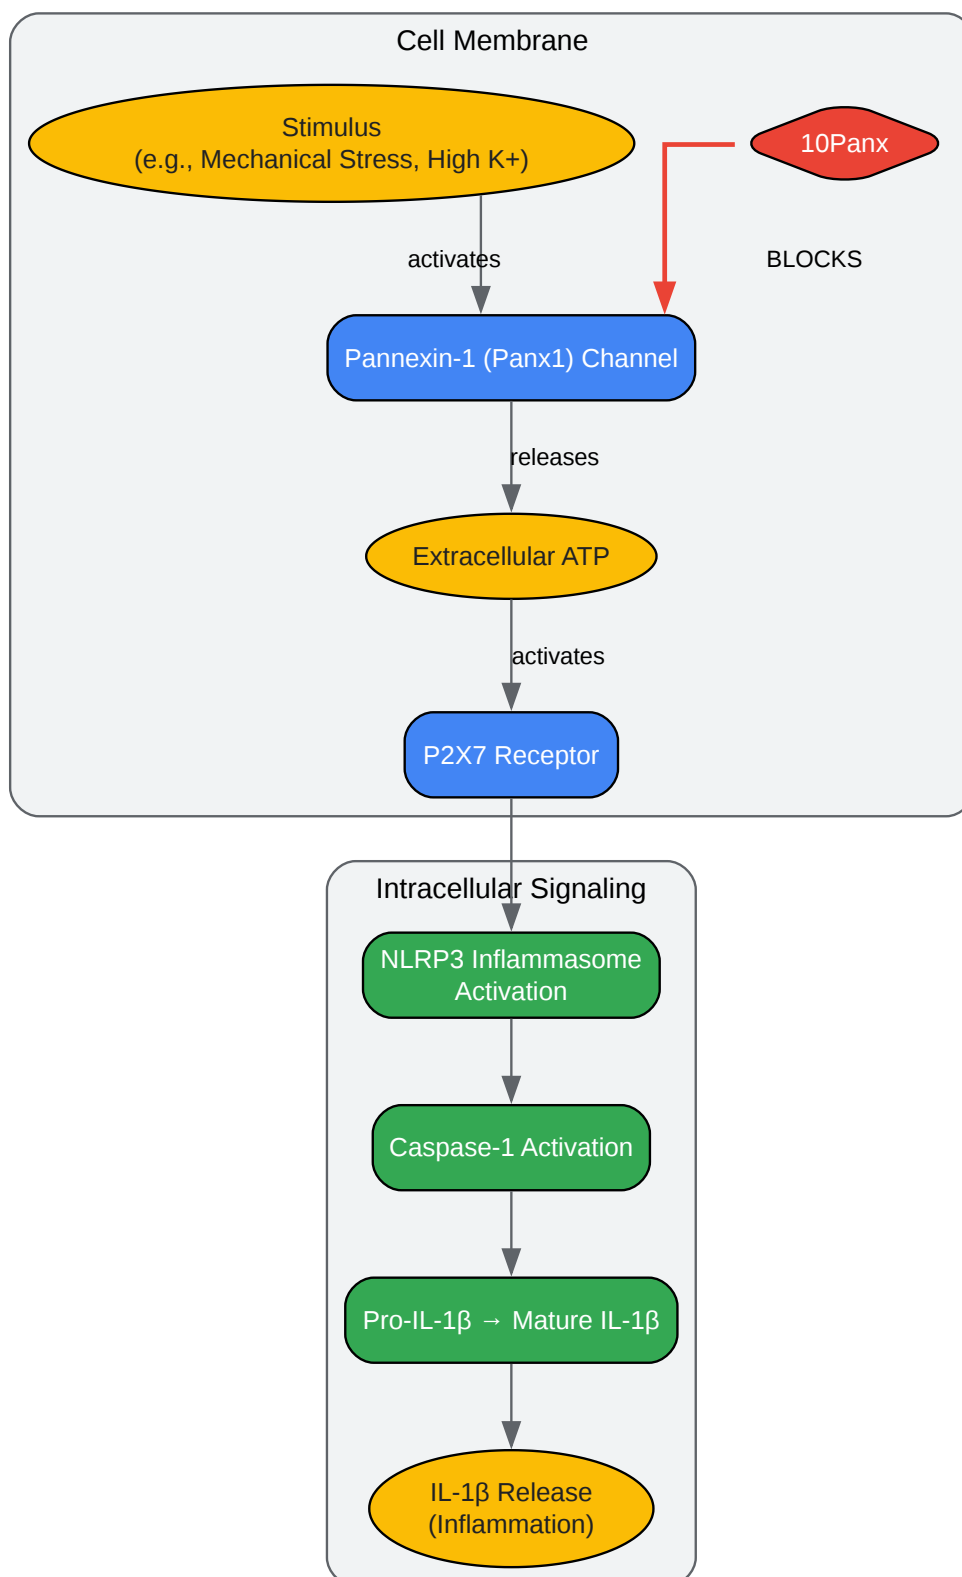 Cell Membrane
Stimulus
(e.g., Mechanical Stress, High K+)
10Panx
activates
BLOCKS
Pannexin-1 (Panx1) Channel
releases
Extracellular ATP
activates
P2X7 Receptor
Intracellular Signaling
NLRP3 Inflammasome
Activation
Caspase-1 Activation
Pro-IL-1β → Mature IL-1β
IL-1β Release
(Inflammation)